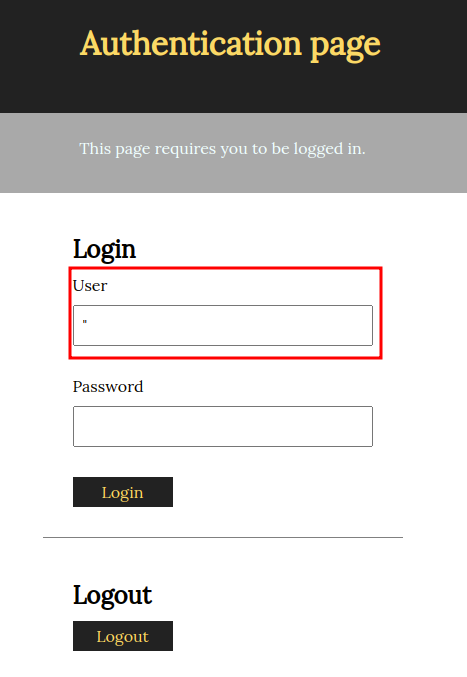 Authentication page
This page requires you to be logged in.
Login
User
"
Password
Login
Logout
Logout